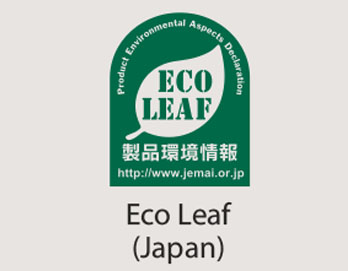 Product Environmental Aspects Declaration
ECO
LEAF
製品環境情報
http://www.jemai.or.jp
Eco Leaf
(Japan)